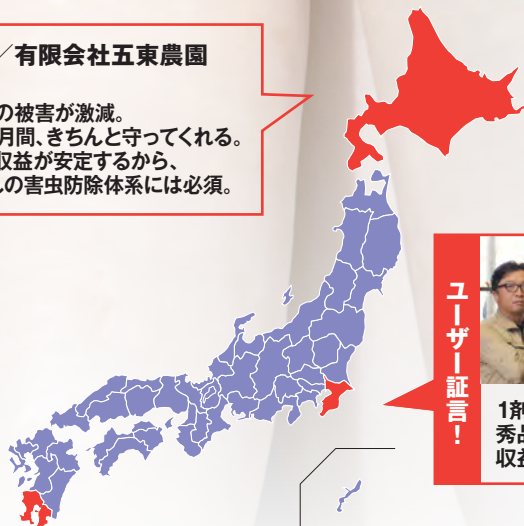 ／有限会社五東農園
の被害が激減。
月間、きちんと守ってくれる。
収益が安定するから、
の害虫防除体系には必須。
ユーザー証言！
1剤
秀品
収益